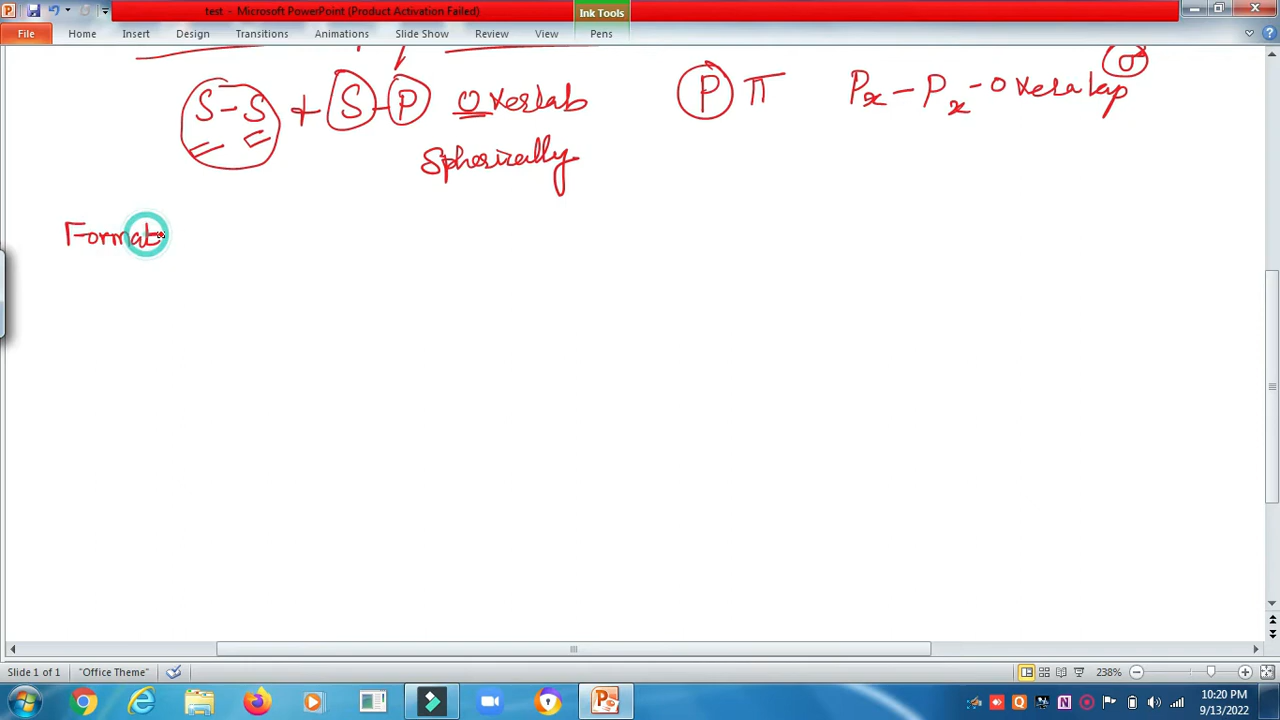 test - Microsoft PowerPoint (Product Activation Failed)
Ink Tools
File Home Insert Design Transitions Animations Slide Show Review View Pens
S-S + S-P Overlab
P π
Px - Px - Overalap
σ
Spherically
Format
Slide 1 of 1 "Office Theme" 238%
10:20 PM
9/13/2022